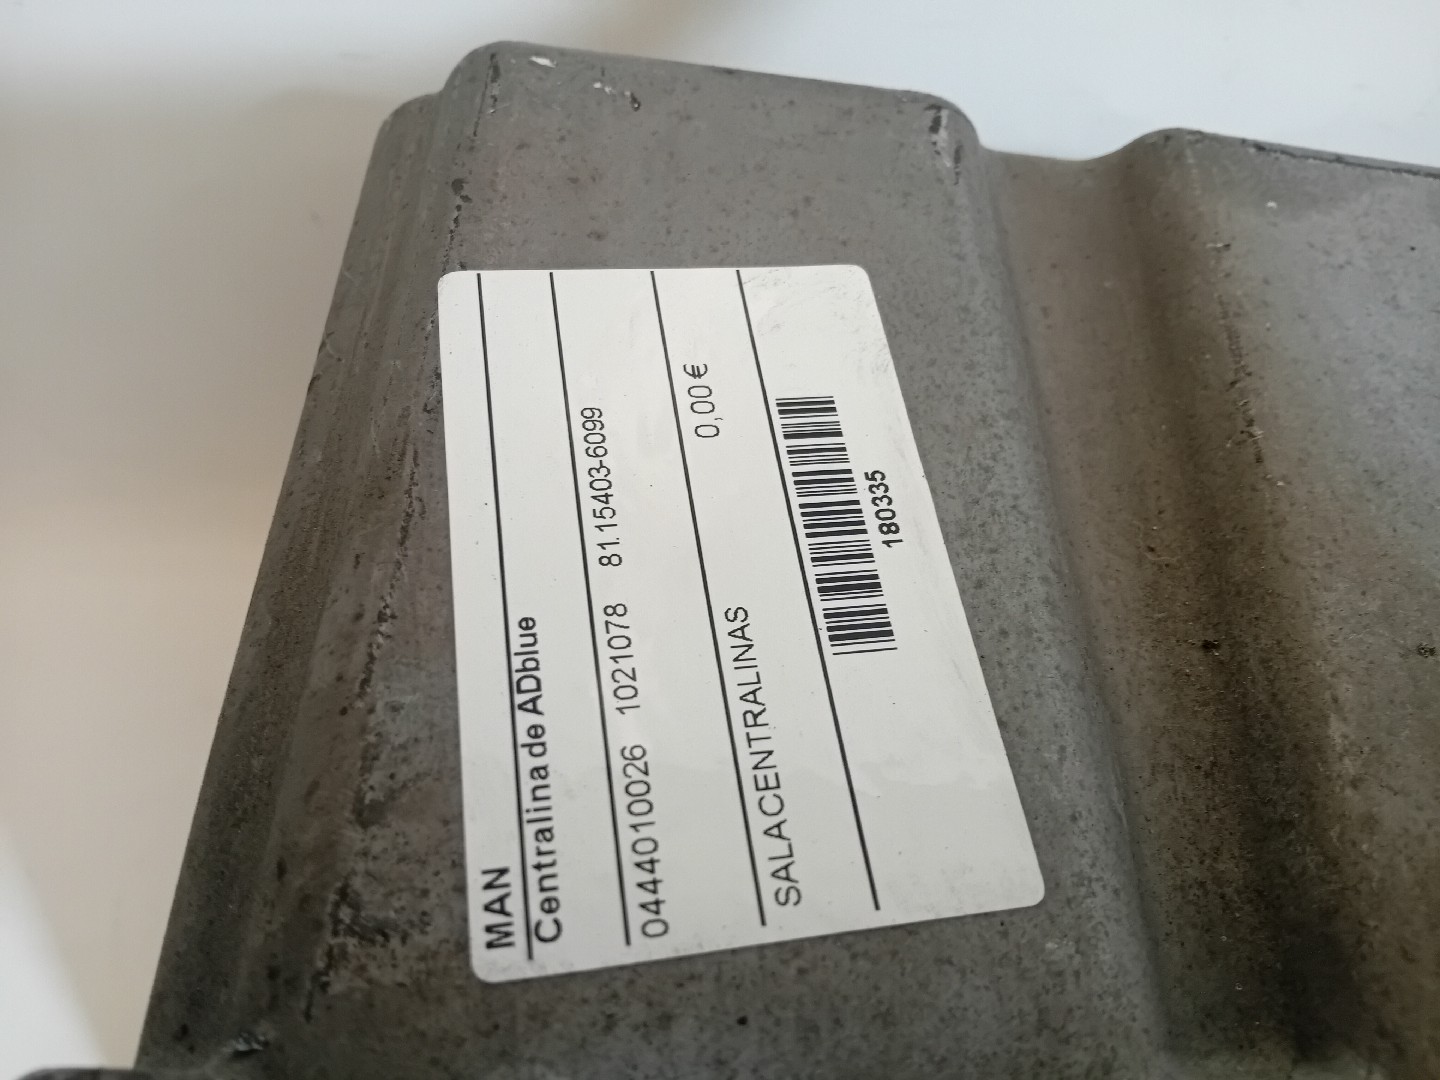 MAN
Centralina de ADblue
0444010026 1021078 81.15403-6099
0,00 €
SALACENTRALINAS
180335